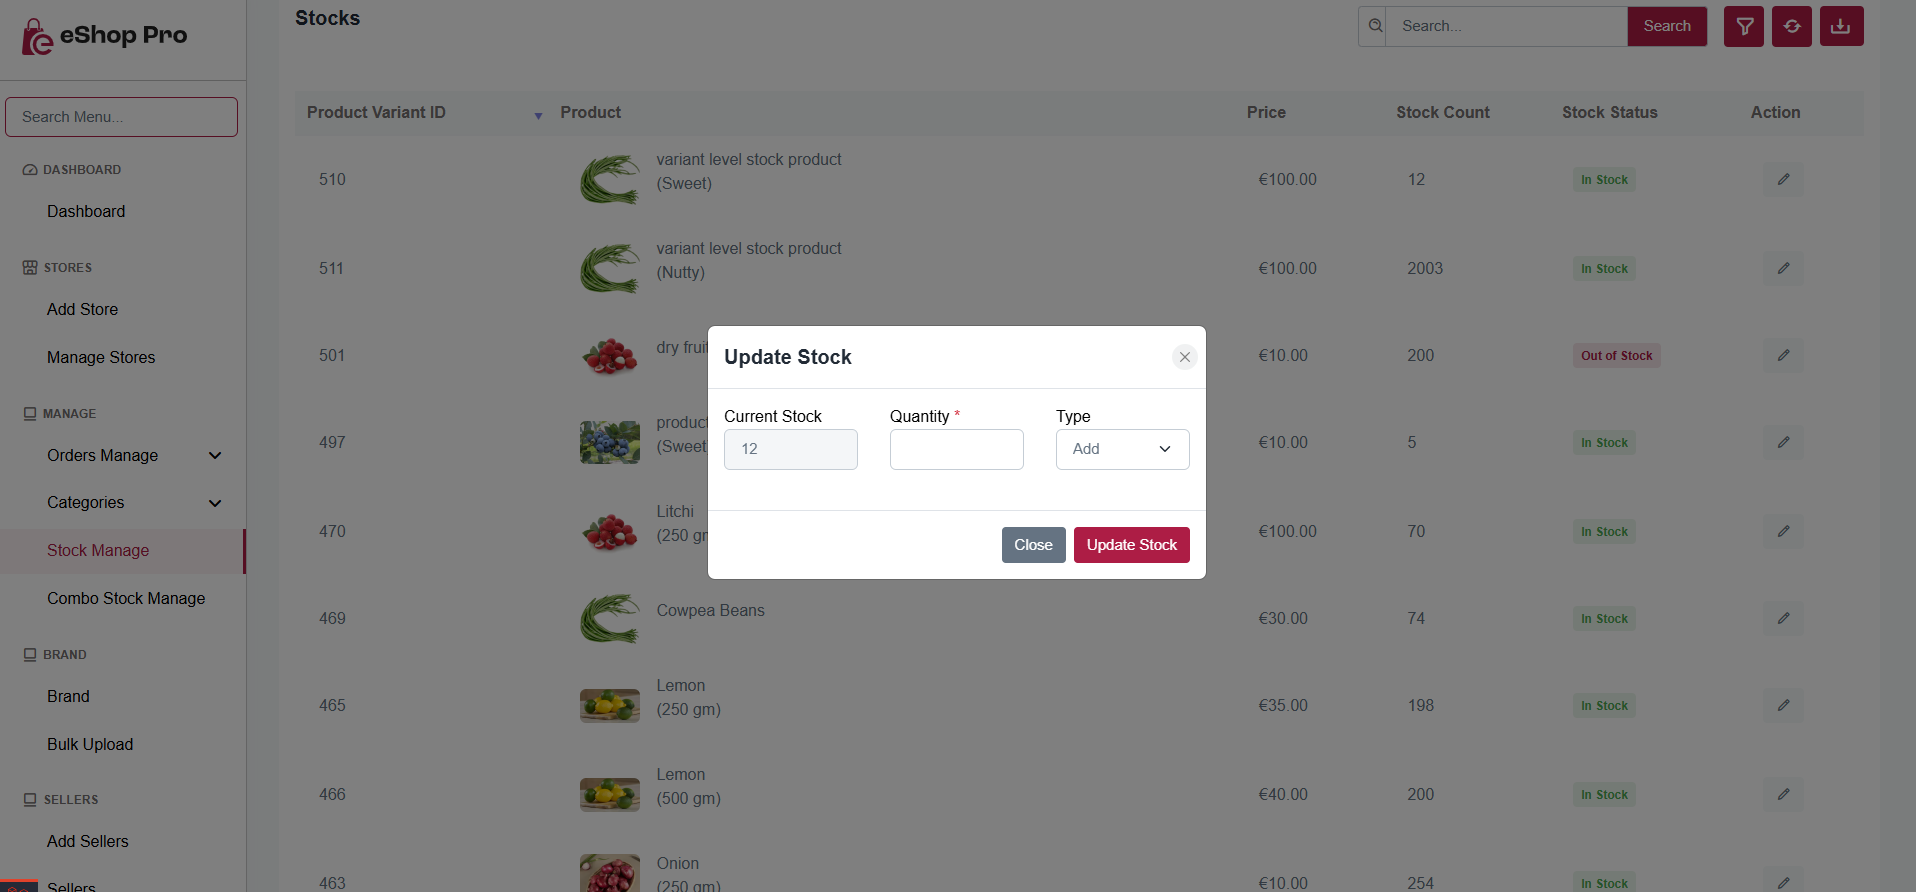 eShop Pro
Search Menu...
DASHBOARD
Dashboard
STORES
Add Store
Manage Stores
MANAGE
Orders Manage
Categories
Stock Manage
Combo Stock Manage
BRAND
Brand
Bulk Upload
SELLERS
Add Sellers
Sellers
Stocks
Search...
Search
Product Variant ID Product Price Stock Count Stock Status Action
510 variant level stock product €100.00 12 In Stock
(Sweet)
511 variant level stock product €100.00 2003 In Stock
(Nutty)
501 dry fruit €10.00 200 Out of Stock
497 product €10.00 5 In Stock
(Sweet
470 Litchi €100.00 70 In Stock
(250 gm
469 Cowpea Beans €30.00 74 In Stock
465 Lemon €35.00 198 In Stock
(250 gm)
466 Lemon €40.00 200 In Stock
(500 gm)
463 Onion €10.00 254 In Stock
(250 gm)
Update Stock
Current Stock Quantity * Type
12 Add
Close Update Stock